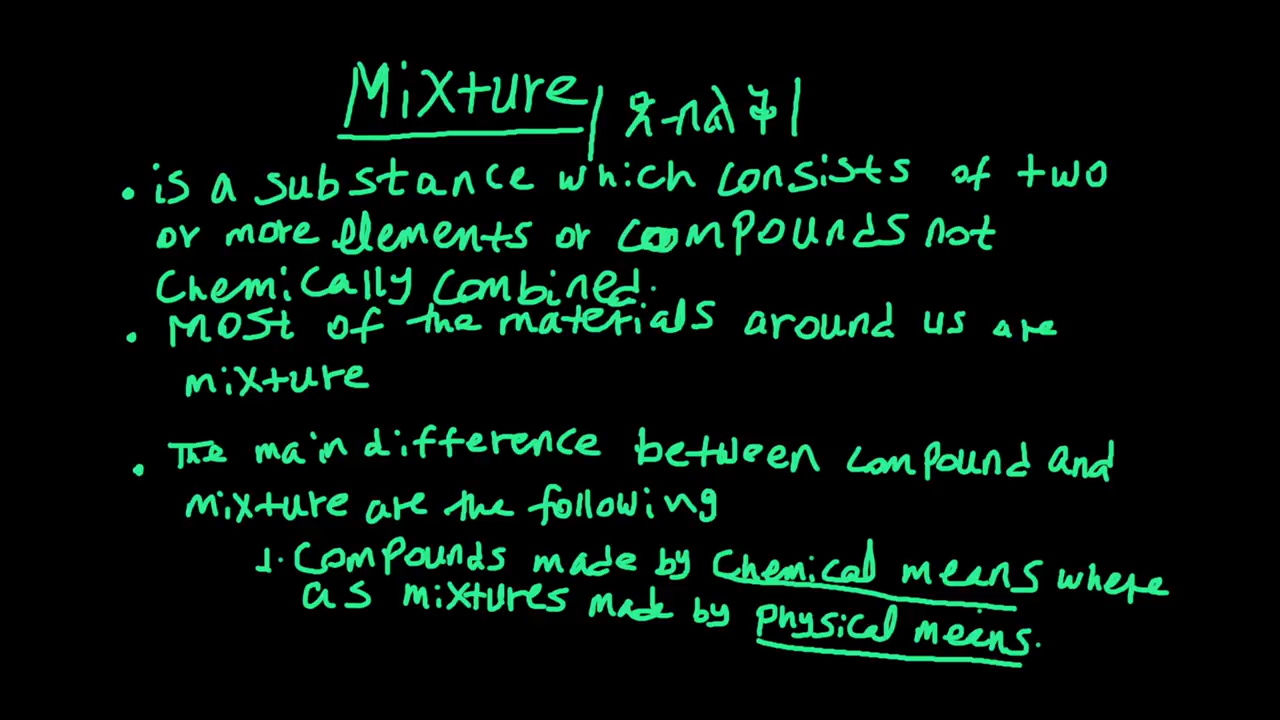 Mixture
• is a substance which consists of two
or more elements or compounds not
Chemically combined.
• Most of the materials around us are
mixture
• The main difference between compound and
mixture are the following
1. Compounds made by Chemical means where
as mixtures made by physical means.